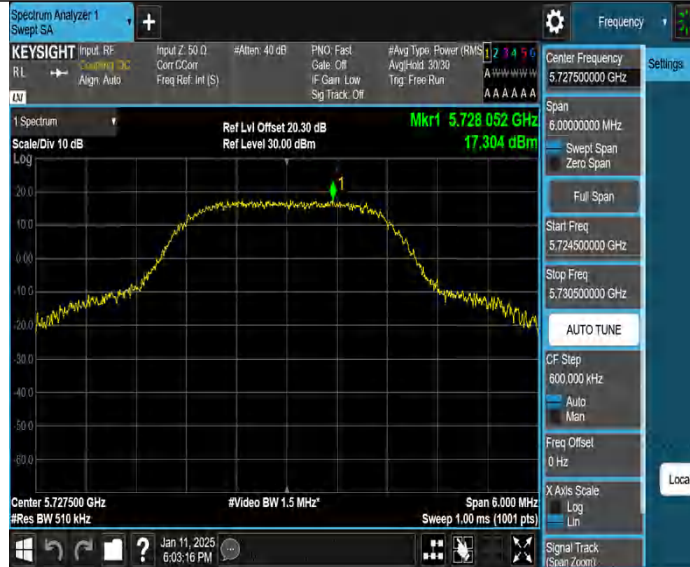 Spectrum Analyzer 1
Swept SA
+
Frequency
KEYSIGHT
RL
Input: RF
Coupling: DC
Align: Auto
Input Z: 50 Ω
Corr CCorr
Freq Ref: Int (S)
#Atten: 40 dB
PNO: Fast
Gate: Off
IF Gain: Low
Sig Track: Off
#Avg Type: Power (RMS
Avg|Hold: 30/30
Trig: Free Run
1 2 3 4 5 6
A W W W W W
A A A A A A
LXI
1 Spectrum
Scale/Div 10 dB
Log
Ref Lvl Offset 20.30 dB
Ref Level 30.00 dBm
Mkr1 5.728 052 GHz
17.304 dBm
1
20.0
10.0
0.00
-10.0
-20.0
-30.0
-40.0
-50.0
-60.0
Center 5.727500 GHz
#Res BW 510 kHz
#Video BW 1.5 MHz*
Span 6.000 MHz
Sweep 1.00 ms (1001 pts)
?
Jan 11, 2025
6:03:16 PM
Center Frequency
5.727500000 GHz
Span
6.00000000 MHz
Swept Span
Zero Span
Full Span
Start Freq
5.724500000 GHz
Stop Freq
5.730500000 GHz
AUTO TUNE
CF Step
600.000 kHz
Auto
Man
Freq Offset
0 Hz
X Axis Scale
Log
Lin
Signal Track
(Span Zoom)
Settings
Loca